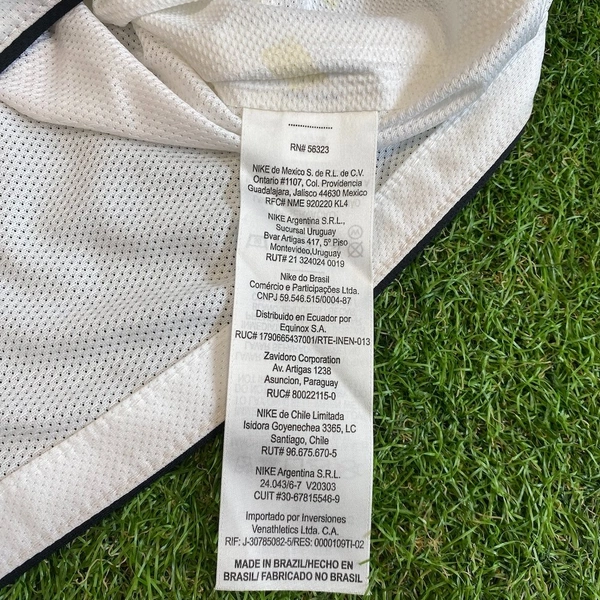 RN# 56323
NIKE de Mexico S. de R.L. de C.V.
Ontario #1107, Col. Providencia
Guadalajara, Jalisco 44630 Mexico
RFC# NME 920220 KL4
NIKE Argentina S.R.L.,
Sucursal Uruguay
Bvar Artigas 417, 5º Piso
Montevideo,Uruguay
RUT# 21 324024 0019
Nike do Brasil
Comércio e Participações Ltda.
CNPJ 59.546.515/0004-87
Distribuido en Ecuador por
Equinox S.A.
RUC# 1790665437001/RTE-INEN-013
Zavidoro Corporation
Av. Artigas 1238
Asuncion, Paraguay
RUC# 80022115-0
NIKE de Chile Limitada
Isidora Goyenechea 3365, LC
Santiago, Chile
RUT# 96.675.670-5
NIKE Argentina S.R.L.
24.043/6-7 V20303
CUIT #30-67815546-9
Importado por Inversiones
Venathletics Ltda. C.A.
RIF: J-30785082-5/RES: 0000109TI-02
MADE IN BRAZIL/HECHO EN
BRASIL/ FABRICADO NO BRASIL